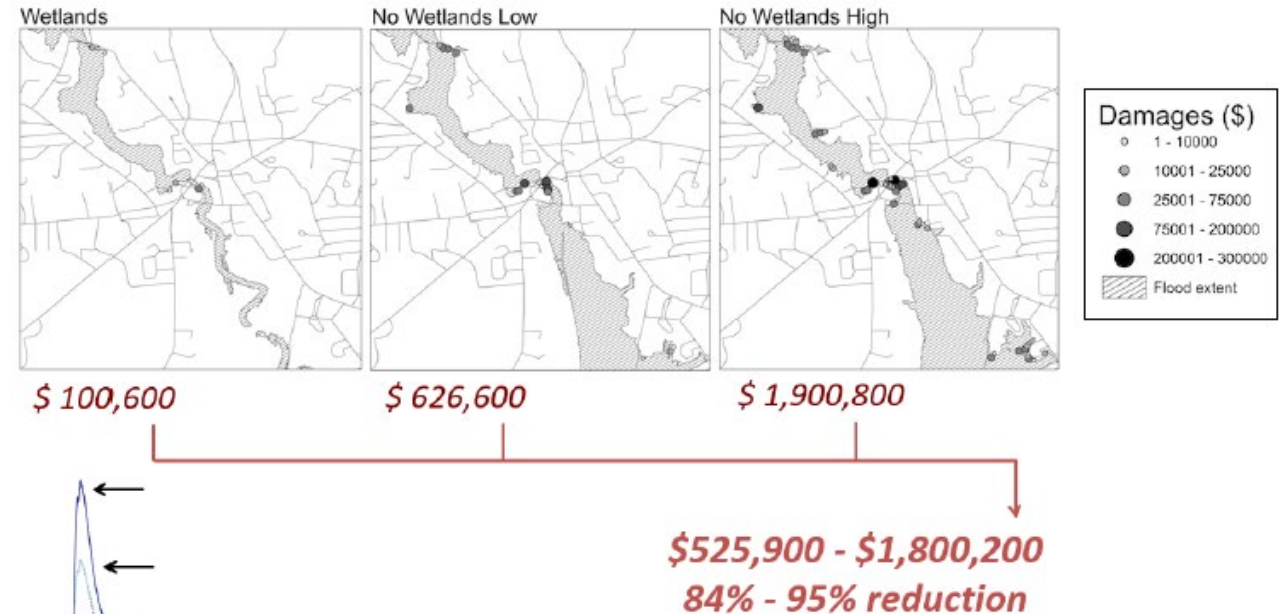 Wetlands
No Wetlands Low
No Wetlands High
Damages ($)
1 - 10000
10001 - 25000
25001 - 75000
75001 - 200000
200001 - 300000
Flood extent
$ 100,600
$ 626,600
$ 1,900,800
$525,900 - $1,800,200
84% - 95% reduction